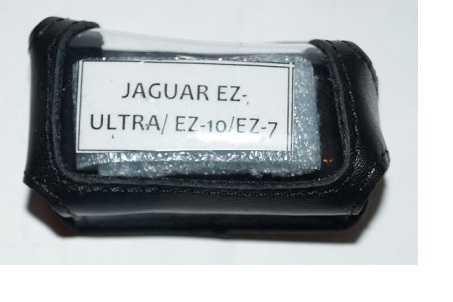 JAGUAR EZ-
ULTRA/ EZ-10/EZ-7